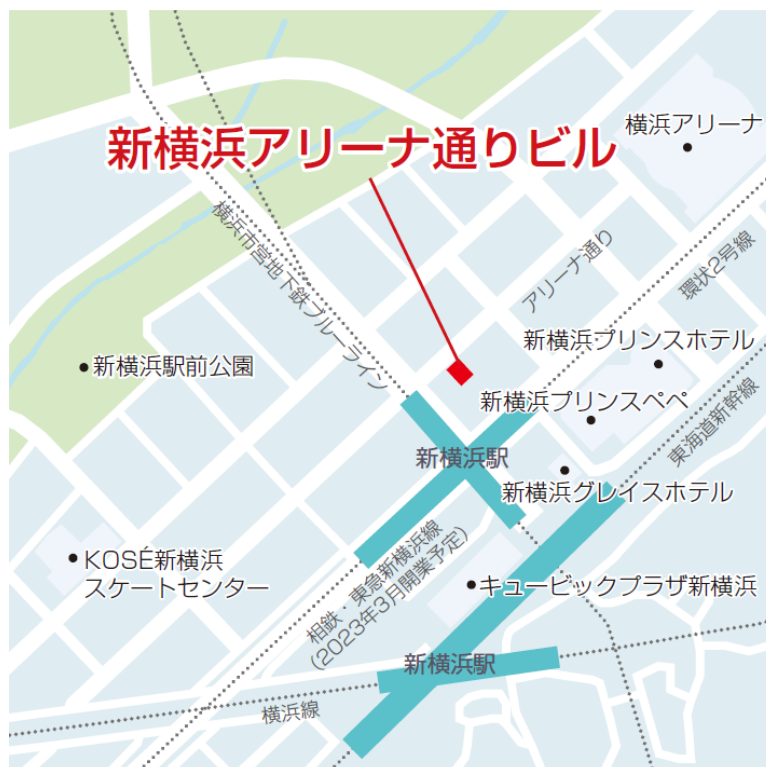 横浜アリーナ
新横浜アリーナ通りビル
横浜市営地下鉄ブルーライン
アリーナ通り
環状2号線
新横浜プリンスホテル
新横浜駅前公園
新横浜プリンスペペ
東海道新幹線
新横浜駅
新横浜グレイスホテル
KOSÉ新横浜
スケートセンター
相鉄・東急新横浜線
(2023年3月開業予定)
キュービックプラザ新横浜
新横浜駅
横浜線